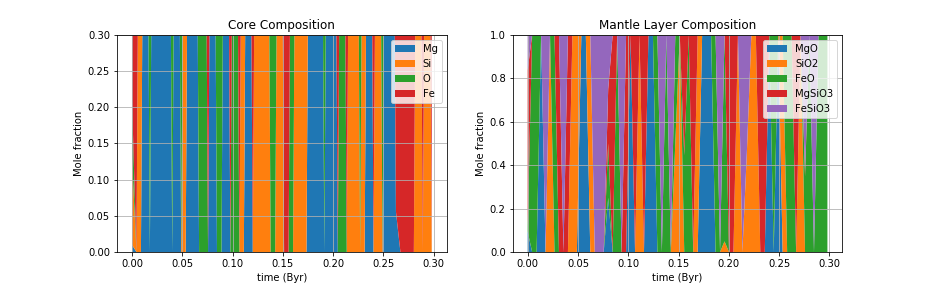 Core Composition
Mole fraction
0.30
0.25
0.20
0.15
0.10
0.05
0.00
Mg
Si
O
Fe
0.00 0.05 0.10 0.15 0.20 0.25 0.30
time (Byr)
Mantle Layer Composition
Mole fraction
1.0
0.8
0.6
0.4
0.2
0.0
MgO
SiO2
FeO
MgSiO3
FeSiO3
0.00 0.05 0.10 0.15 0.20 0.25 0.30
time (Byr)